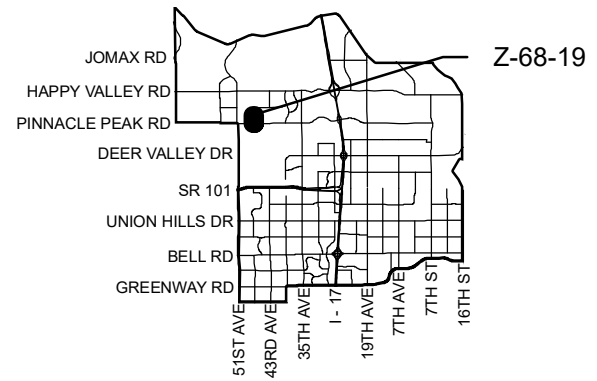 JOMAX RD
Z-68-19
HAPPY VALLEY RD
PINNACLE PEAK RD
DEER VALLEY DR
SR 101
UNION HILLS DR
BELL RD
GREENWAY RD
51ST AVE
43RD AVE
35TH AVE
I - 17
19TH AVE
7TH AVE
7TH ST
16TH ST